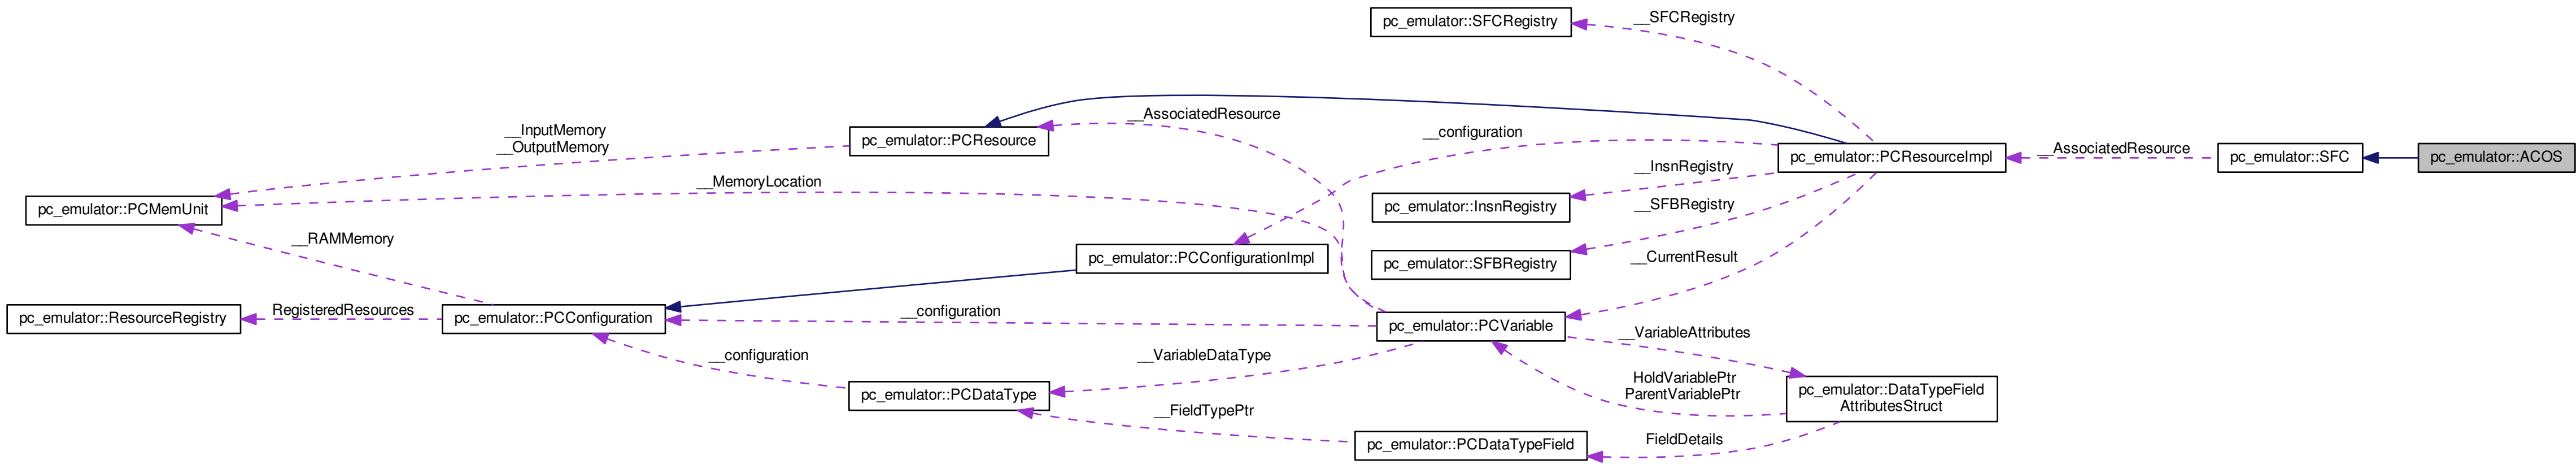 pc_emulator::SFCRegistry
__SFCRegistry
__AssociatedResource
__InputMemory
__OutputMemory
pc_emulator::PCResource
__configuration
pc_emulator::PCResourceImpl
__AssociatedResource
pc_emulator::SFC
pc_emulator::ACOS
__InsnRegistry
__MemoryLocation
pc_emulator::PCMemUnit
pc_emulator::InsnRegistry
__SFBRegistry
__RAMMemory
pc_emulator::PCConfigurationImpl
pc_emulator::SFBRegistry
__CurrentResult
pc_emulator::ResourceRegistry
RegisteredResources
pc_emulator::PCConfiguration
__configuration
pc_emulator::PCVariable
__VariableAttributes
__configuration
__VariableDataType
HoldVariablePtr
ParentVariablePtr
pc_emulator::DataTypeField
AttributesStruct
pc_emulator::PCDataType
__FieldTypePtr
pc_emulator::PCDataTypeField
FieldDetails